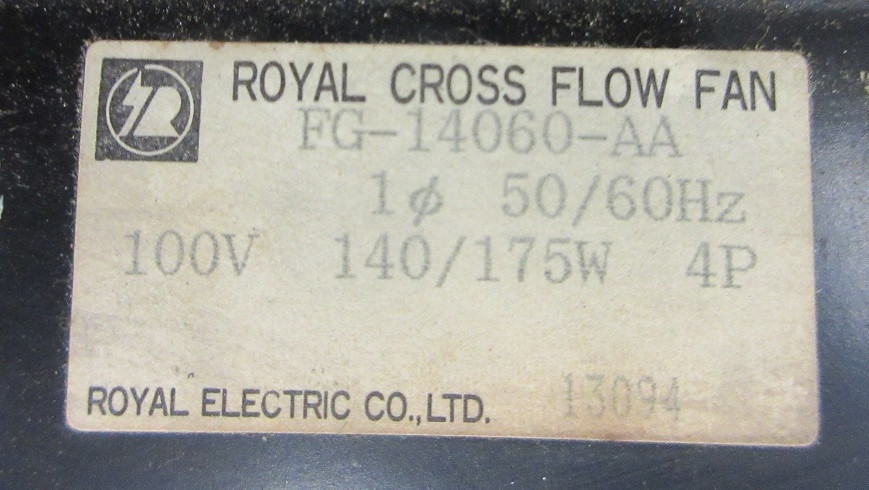 ROYAL CROSS FLOW FAN
FG-14060-AA
1φ 50/60Hz
100V 140/175W 4P
ROYAL ELECTRIC CO.,LTD. 13094